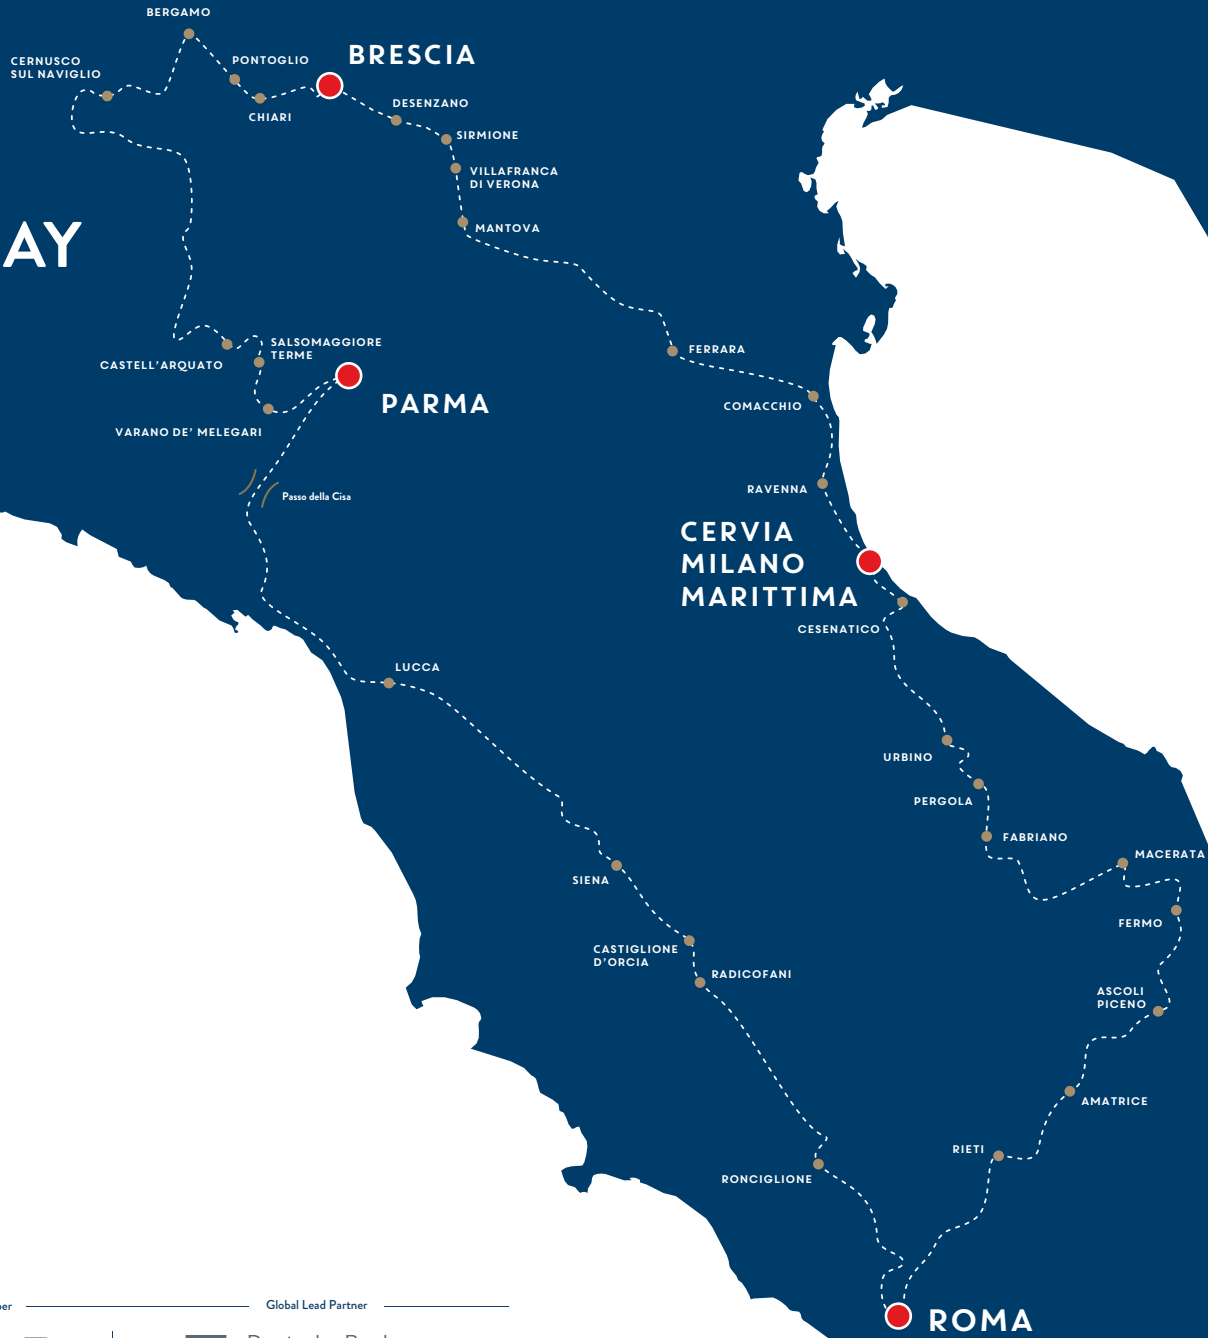 BERGAMO
BRESCIA
CERNUSCO
SUL NAVIGLIO
PONTOGLIO
DESENZANO
CHIARI
SIRMIONE
VILLAFRANCA
DI VERONA
MANTOVA
AY
SALSOMAGGIORE
TERME
CASTELL'ARQUATO
FERRARA
PARMA
COMACCHIO
VARANO DE' MELEGARI
RAVENNA
Passo della Cisa
CERVIA
MILANO
MARITTIMA
CESENATICO
LUCCA
URBINO
PERGOLA
FABRIANO
MACERATA
SIENA
FERMO
CASTIGLIONE
D'ORCIA
RADICOFANI
ASCOLI
PICENO
AMATRICE
RIETI
RONCIGLIONE
Global Lead Partner
ROMA